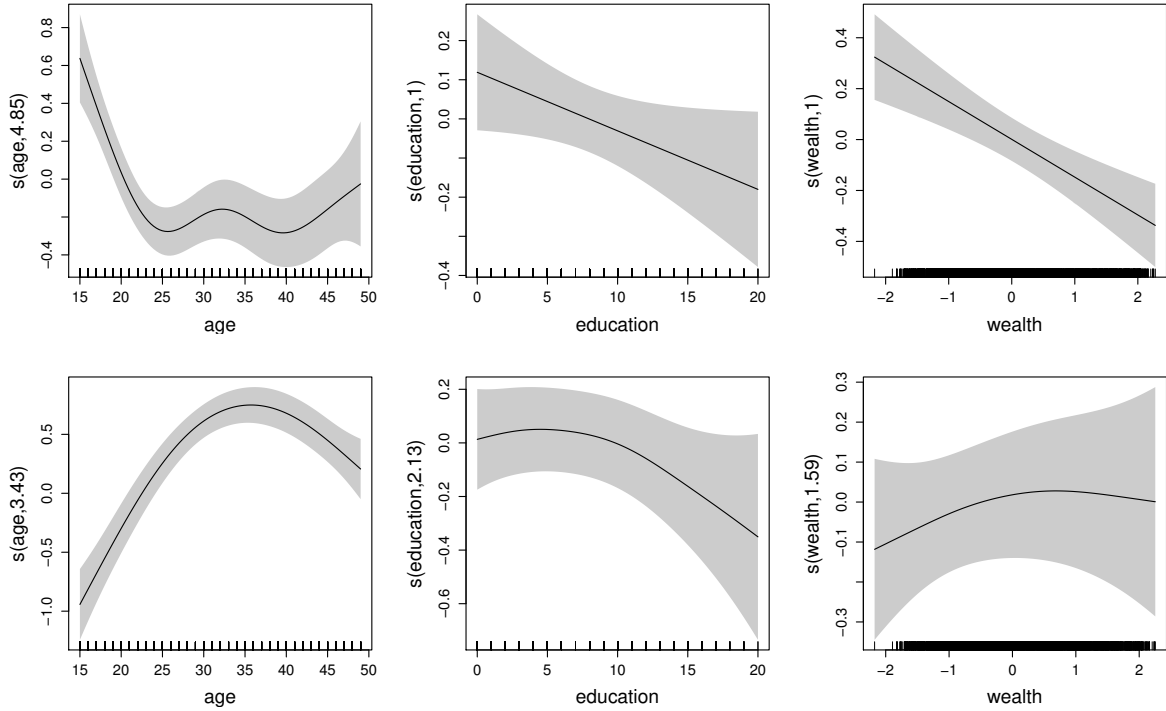 s(age,4.85)
0.8
0.6
0.4
0.2
0.0
−0.4
15 20 25 30 35 40 45 50
age
s(education,1)
0.2
0.1
0.0
−0.2
−0.4
0 5 10 15 20
education
s(wealth,1)
0.4
0.2
0.0
−0.2
−0.4
−2 −1 0 1 2
wealth
s(age,3.43)
0.5
0.0
−0.5
−1.0
15 20 25 30 35 40 45 50
age
s(education,2.13)
0.2
0.0
−0.2
−0.4
−0.6
0 5 10 15 20
education
s(wealth,1.59)
0.3
0.2
0.1
0.0
−0.1
−0.3
−2 −1 0 1 2
wealth